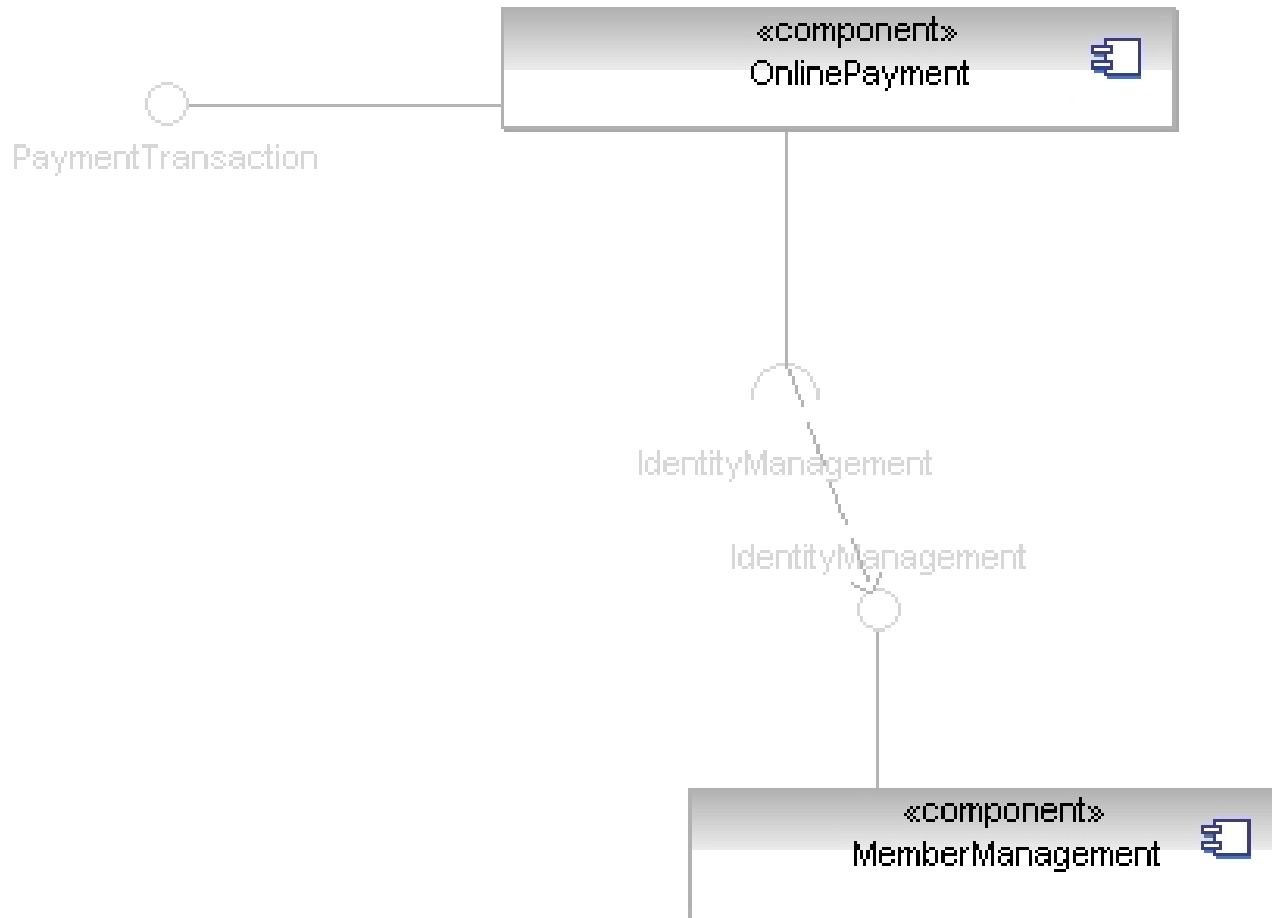 «component»
OnlinePayment
PaymentTransaction
IdentityManagement
IdentityManagement
«component»
MemberManagement